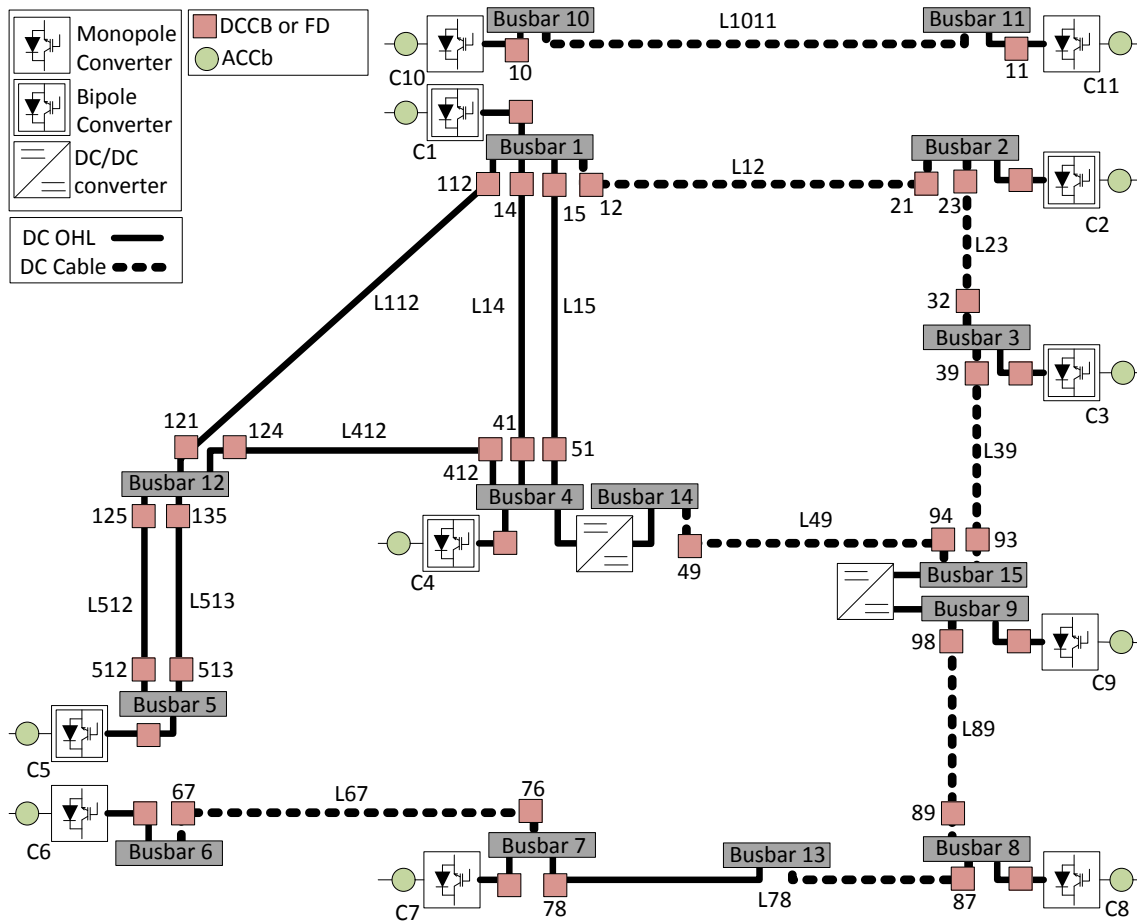 Monopole
Converter
Bipole
Converter
DC/DC
converter
DCCB or FD
ACCb
DC OHL
DC Cable
Busbar 10
L1011
Busbar 11
C10
10
11
C11
C1
Busbar 1
112
14
15
12
L12
Busbar 2
21
23
C2
L112
L14
L15
L23
32
Busbar 3
39
C3
121
124
L412
41
51
412
L39
Busbar 12
Busbar 4
Busbar 14
125
135
C4
49
L49
94
93
Busbar 15
L512
L513
Busbar 9
98
C9
512
513
Busbar 5
C5
L89
67
L67
76
89
C6
Busbar 6
Busbar 7
Busbar 13
Busbar 8
C7
78
L78
87
C8